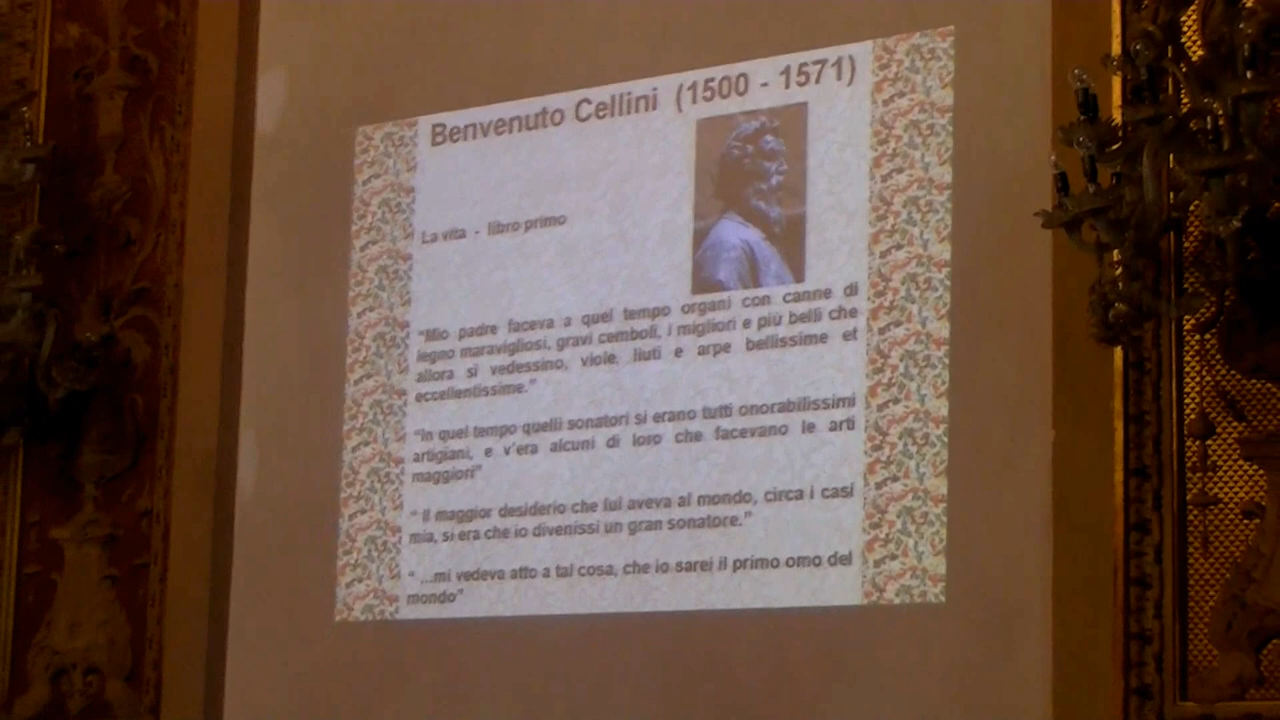 Benvenuto Cellini (1500 - 1571)
La vita - libro primo
“Mio padre faceva a quel tempo organi con canne di
legno maravigliosi, gravi cemboli, i migliori e più belli che
allora si vedessino, viole, liuti e arpe bellissime et
eccellentissime.”
“In quel tempo quelli sonatori si erano tutti onorabilissimi
artigiani, e v'era alcuni di loro che facevano le arti
maggiori”
“ Il maggior desiderio che lui aveva al mondo, circa i casi
mia, si era che io divenissi un gran sonatore.”
“ ...mi vedeva atto a tal cosa, che io sarei il primo omo del
mondo”